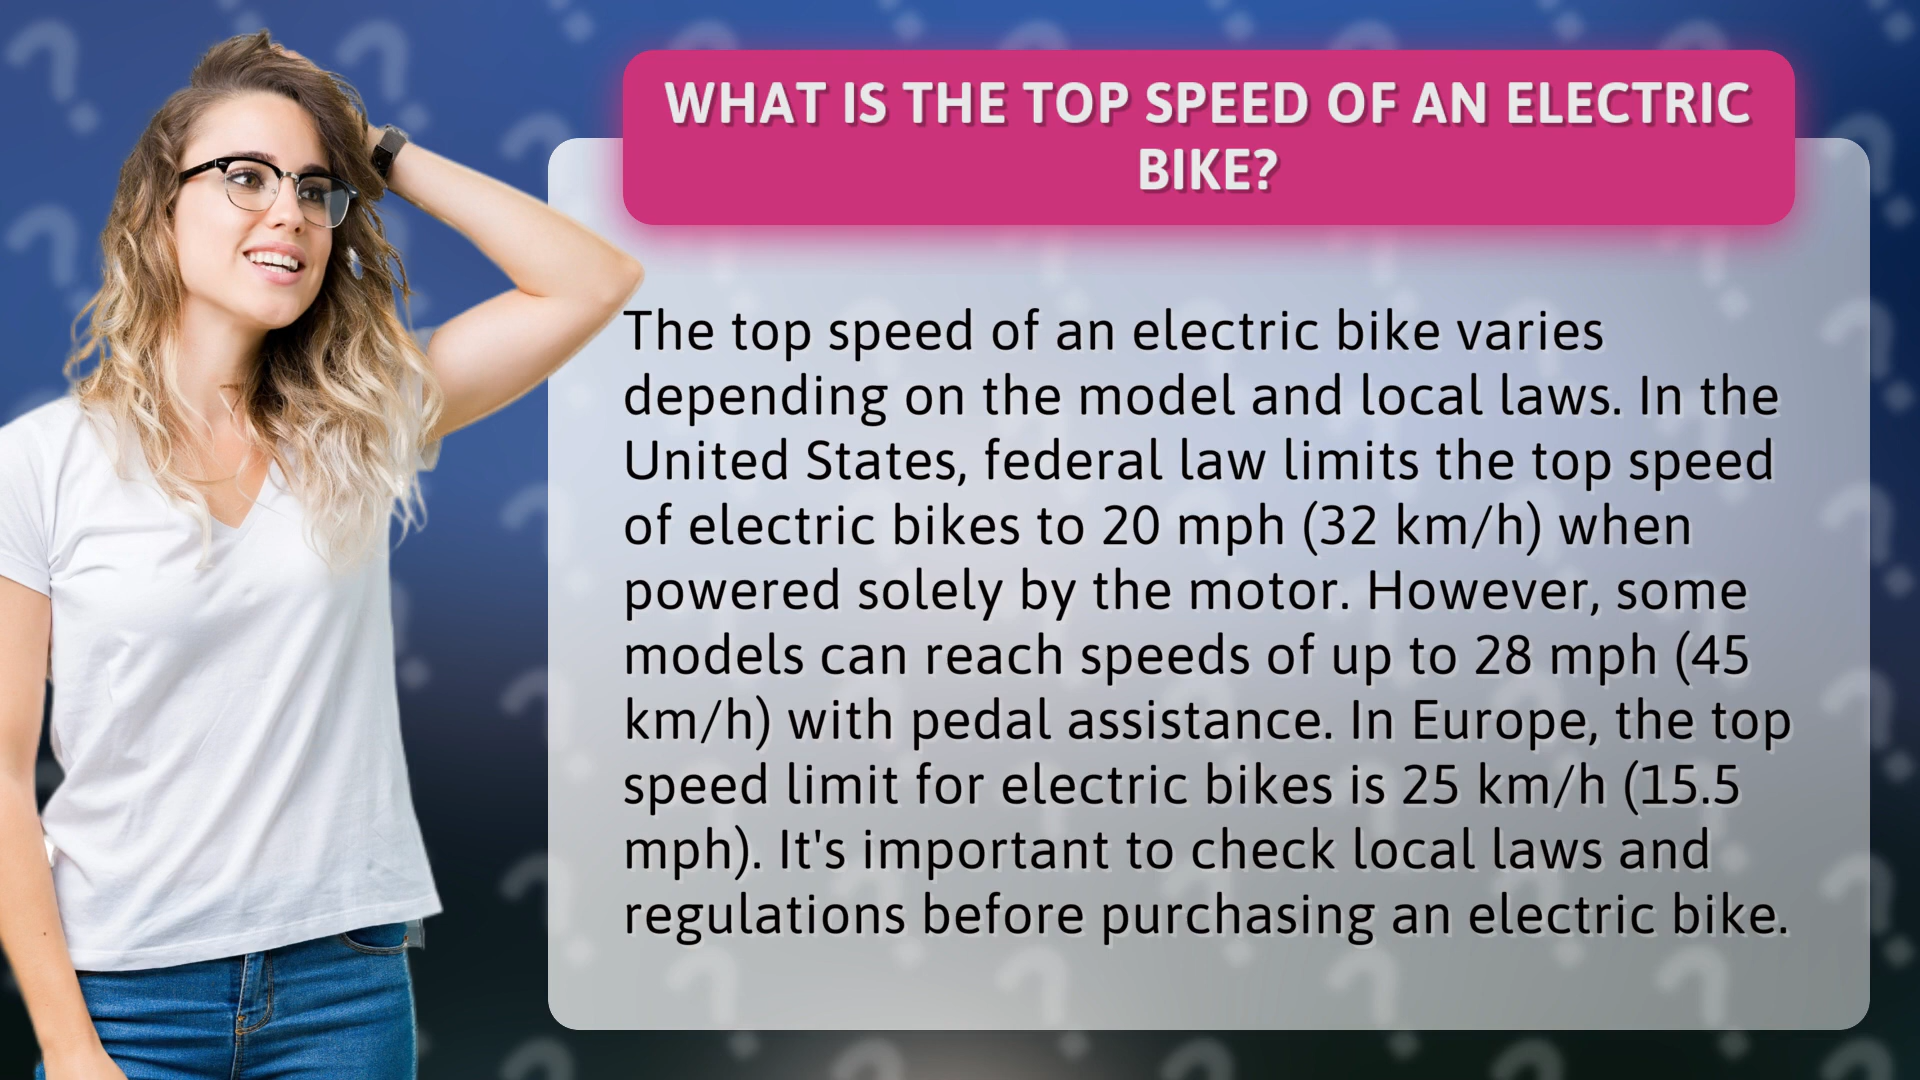 WHAT IS THE TOP SPEED OF AN ELECTRIC
BIKE?
The top speed of an electric bike varies
depending on the model and local laws. In the
United States, federal law limits the top speed
of electric bikes to 20 mph (32 km/h) when
powered solely by the motor. However, some
models can reach speeds of up to 28 mph (45
km/h) with pedal assistance. In Europe, the top
speed limit for electric bikes is 25 km/h (15.5
mph). It's important to check local laws and
regulations before purchasing an electric bike.